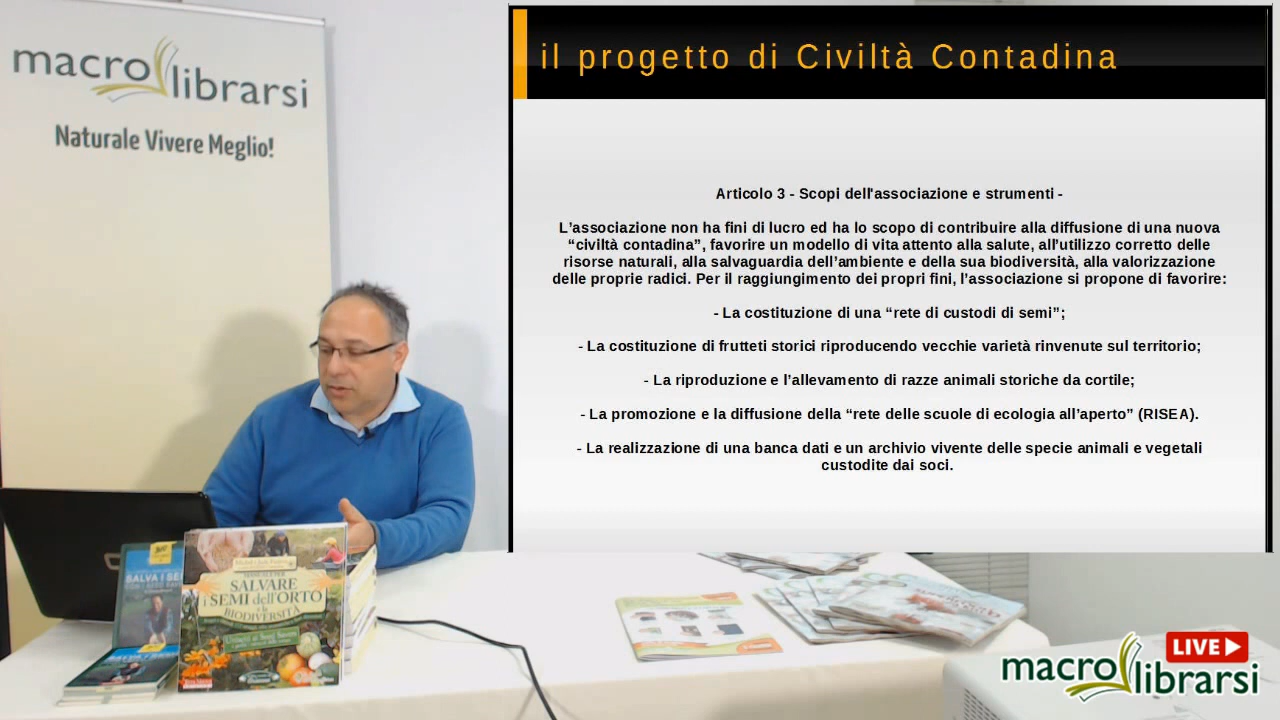 macro librarsi
Naturale Vivere Meglio!
il progetto di Civiltà Contadina
Articolo 3 - Scopi dell'associazione e strumenti -
L’associazione non ha fini di lucro ed ha lo scopo di contribuire alla diffusione di una nuova
“civiltà contadina”, favorire un modello di vita attento alla salute, all’utilizzo corretto delle
risorse naturali, alla salvaguardia dell’ambiente e della sua biodiversità, alla valorizzazione
delle proprie radici. Per il raggiungimento dei propri fini, l’associazione si propone di favorire:
- La costituzione di una “rete di custodi di semi”;
- La costituzione di frutteti storici riproducendo vecchie varietà rinvenute sul territorio;
- La riproduzione e l’allevamento di razze animali storiche da cortile;
- La promozione e la diffusione della “rete delle scuole di ecologia all’aperto” (RISEA).
- La realizzazione di una banca dati e un archivio vivente delle specie animali e vegetali
custodite dai soci.
SALVA I
SALVARE
i SEMI dell'ORTO
e la
BIODIVERSITÀ
LIVE
macro librarsi